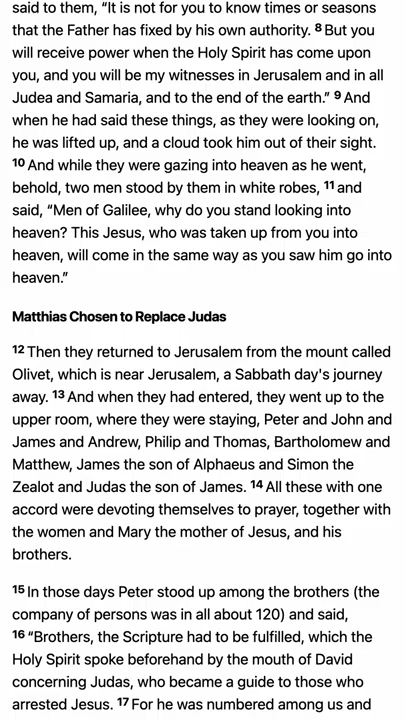 said to them, “It is not for you to know times or seasons
that the Father has fixed by his own authority. 8 But you
will receive power when the Holy Spirit has come upon
you, and you will be my witnesses in Jerusalem and in all
Judea and Samaria, and to the end of the earth.” 9 And
when he had said these things, as they were looking on,
he was lifted up, and a cloud took him out of their sight.
10 And while they were gazing into heaven as he went,
behold, two men stood by them in white robes, 11 and
said, “Men of Galilee, why do you stand looking into
heaven? This Jesus, who was taken up from you into
heaven, will come in the same way as you saw him go into
heaven.”
Matthias Chosen to Replace Judas
12 Then they returned to Jerusalem from the mount called
Olivet, which is near Jerusalem, a Sabbath day's journey
away. 13 And when they had entered, they went up to the
upper room, where they were staying, Peter and John and
James and Andrew, Philip and Thomas, Bartholomew and
Matthew, James the son of Alphaeus and Simon the
Zealot and Judas the son of James. 14 All these with one
accord were devoting themselves to prayer, together with
the women and Mary the mother of Jesus, and his
brothers.
15 In those days Peter stood up among the brothers (the
company of persons was in all about 120) and said,
16 “Brothers, the Scripture had to be fulfilled, which the
Holy Spirit spoke beforehand by the mouth of David
concerning Judas, who became a guide to those who
arrested Jesus. 17 For he was numbered among us and